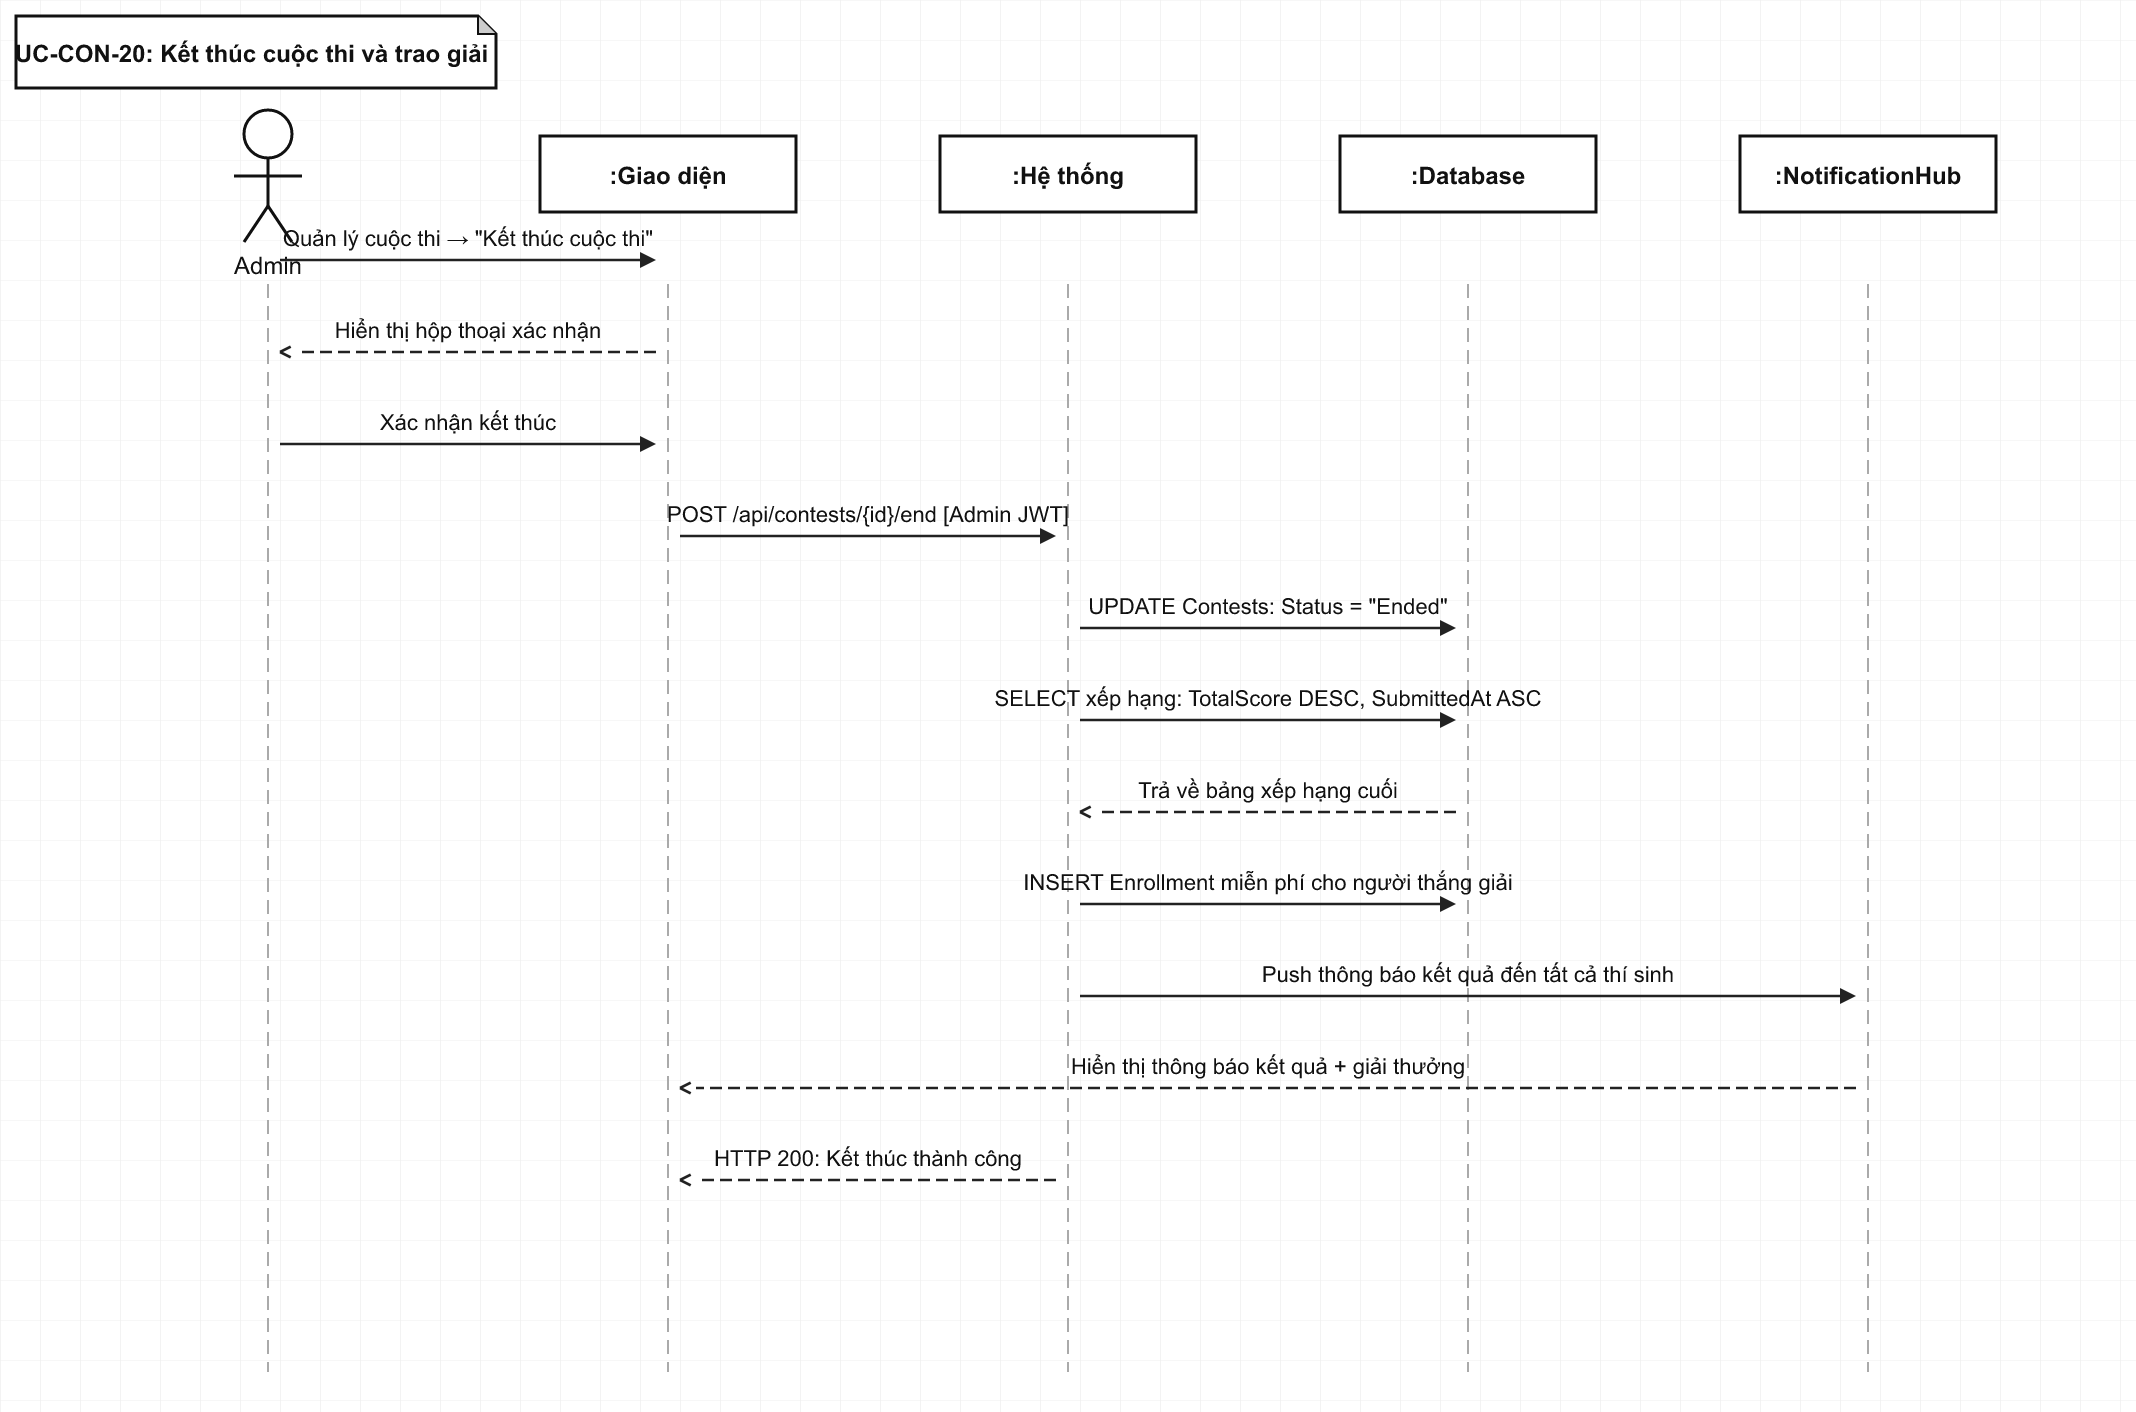 UC-CON-20: Kết thúc cuộc thi và trao giải
:Giao diện
:Hệ thống
:Database
:NotificationHub
Quản lý cuộc thi → "Kết thúc cuộc thi"
Admin
Hiển thị hộp thoại xác nhận
Xác nhận kết thúc
POST /api/contests/{id}/end [Admin JWT]
UPDATE Contests: Status = "Ended"
SELECT xếp hạng: TotalScore DESC, SubmittedAt ASC
Trả về bảng xếp hạng cuối
INSERT Enrollment miễn phí cho người thắng giải
Push thông báo kết quả đến tất cả thí sinh
Hiển thị thông báo kết quả + giải thưởng
HTTP 200: Kết thúc thành công